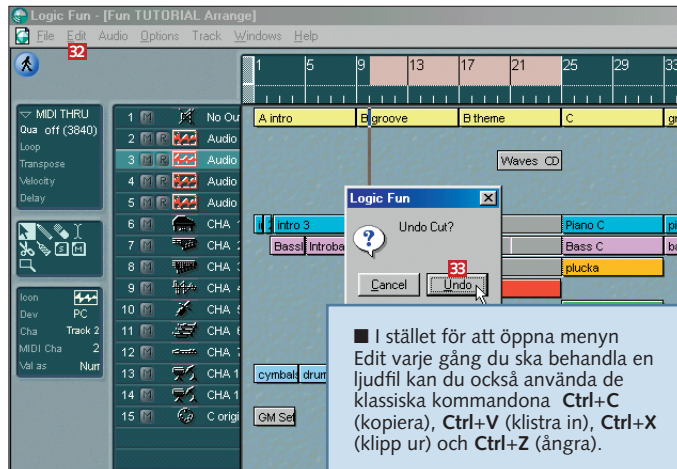 Logic Fun - [Fun TUTORIAL Arrange]
File Edit Audio Options Track Windows Help
32
1 5 9 13 17 21 25 29 33
MIDI THRU
Qua off (3840)
Loop
Transpose
Velocity
Delay
1 M No Ou
2 M R Audio
3 M R Audio
4 M R Audio
5 M R Audio
6 M CHA
7 M CHA
8 M CHA
9 M CHA
10 M CHA
11 M CHA
12 M CHA
13 M CHA 1
14 M CHA 1
15 M C origi
S M
Icon
Dev PC
Cha Track 2
MIDI Cha 2
Val as Num
A intro B groove B theme C
Waves CD
intro 3 Piano C
Bassl Introba Bass C
plucka
cymbals drum
GM Set
Logic Fun
Undo Cut?
33
Cancel Undo
■ I stället för att öppna menyn
Edit varje gång du ska behandla en
ljudfil kan du också använda de
klassiska kommandona Ctrl+C
(kopiera), Ctrl+V (klistra in), Ctrl+X
(klipp ur) och Ctrl+Z (ångra).